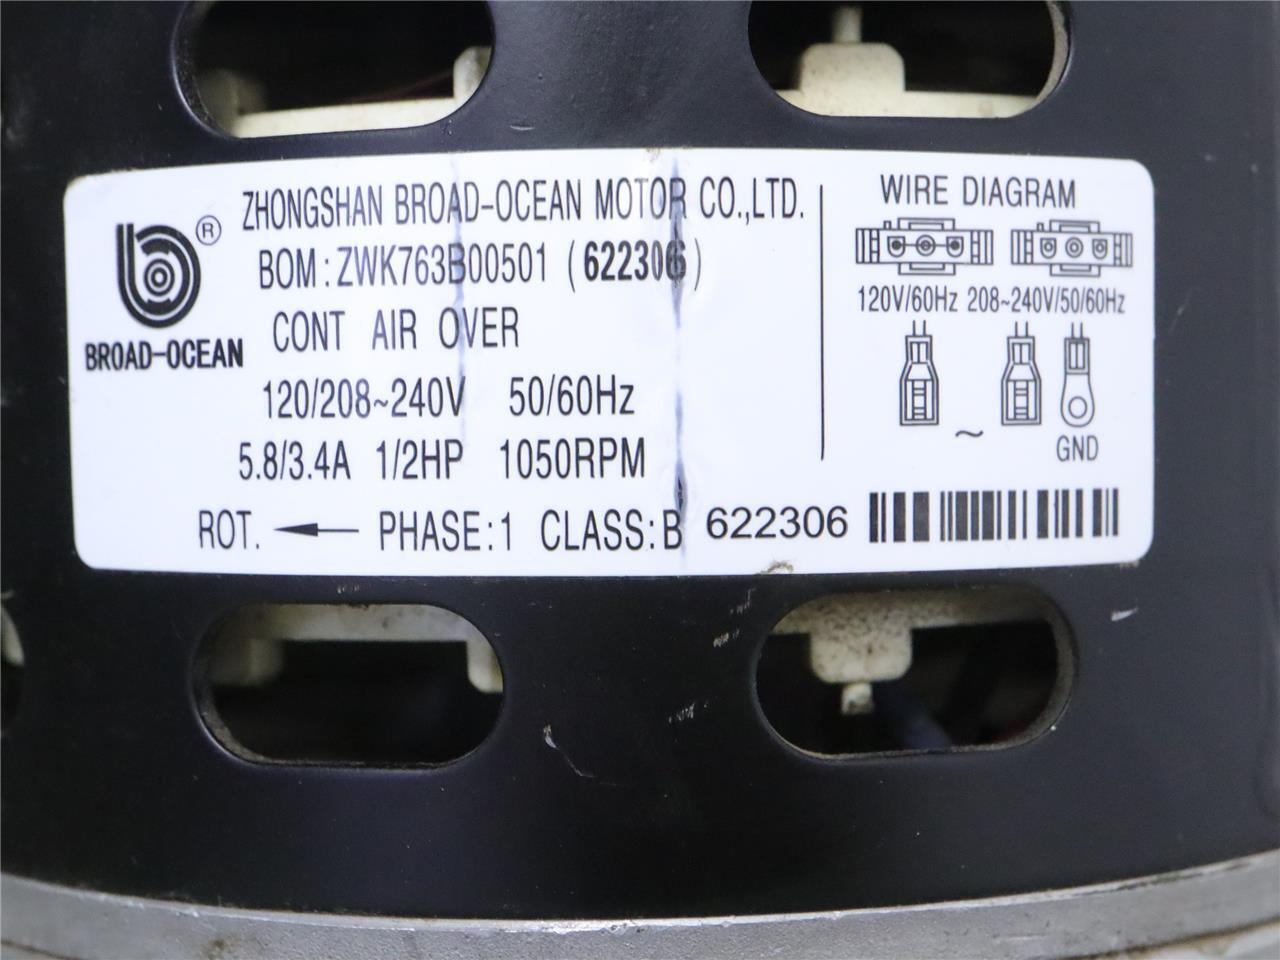 ZHONGSHAN BROAD-OCEAN MOTOR CO.,LTD.
BOM: ZWK763B00501 (622306)
CONT AIR OVER
120/208~240V 50/60Hz
5.8/3.4A 1/2HP 1050RPM
ROT. PHASE:1 CLASS:B 622306
b ®
BROAD-OCEAN
WIRE DIAGRAM
120V/60Hz 208~240V/50/60Hz
~
GND